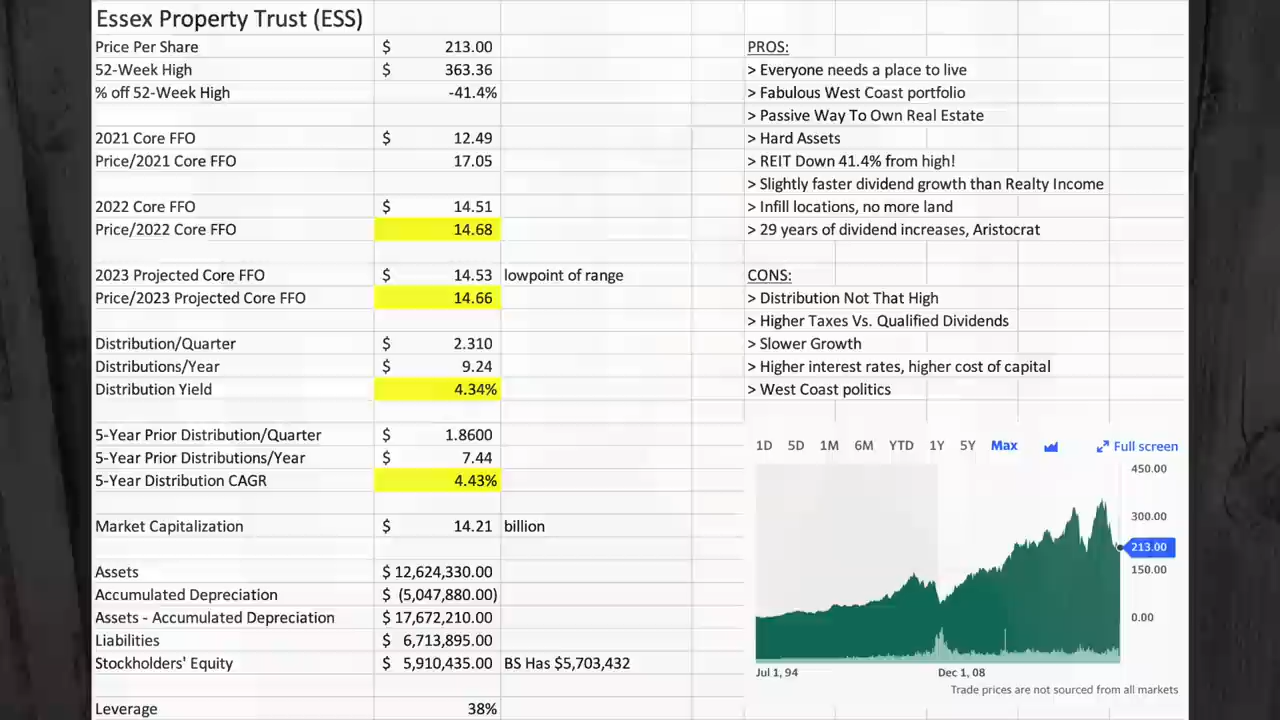 Essex Property Trust (ESS)
Price Per Share $ 213.00
52-Week High $ 363.36
% off 52-Week High -41.4%
2021 Core FFO $ 12.49
Price/2021 Core FFO 17.05
2022 Core FFO $ 14.51
Price/2022 Core FFO 14.68
2023 Projected Core FFO $ 14.53 lowpoint of range
Price/2023 Projected Core FFO 14.66
Distribution/Quarter $ 2.310
Distributions/Year $ 9.24
Distribution Yield 4.34%
5-Year Prior Distribution/Quarter $ 1.8600
5-Year Prior Distributions/Year $ 7.44
5-Year Distribution CAGR 4.43%
Market Capitalization $ 14.21 billion
Assets $ 12,624,330.00
Accumulated Depreciation $ (5,047,880.00)
Assets - Accumulated Depreciation $ 17,672,210.00
Liabilities $ 6,713,895.00
Stockholders' Equity $ 5,910,435.00 BS Has $5,703,432
Leverage 38%
PROS:
> Everyone needs a place to live
> Fabulous West Coast portfolio
> Passive Way To Own Real Estate
> Hard Assets
> REIT Down 41.4% from high!
> Slightly faster dividend growth than Realty Income
> Infill locations, no more land
> 29 years of dividend increases, Aristocrat
CONS:
> Distribution Not That High
> Higher Taxes Vs. Qualified Dividends
> Slower Growth
> Higher interest rates, higher cost of capital
> West Coast politics
1D 5D 1M 6M YTD 1Y 5Y Max Full screen
450.00
300.00
213.00
150.00
0.00
Jul 1, 94 Dec 1, 08
Trade prices are not sourced from all markets